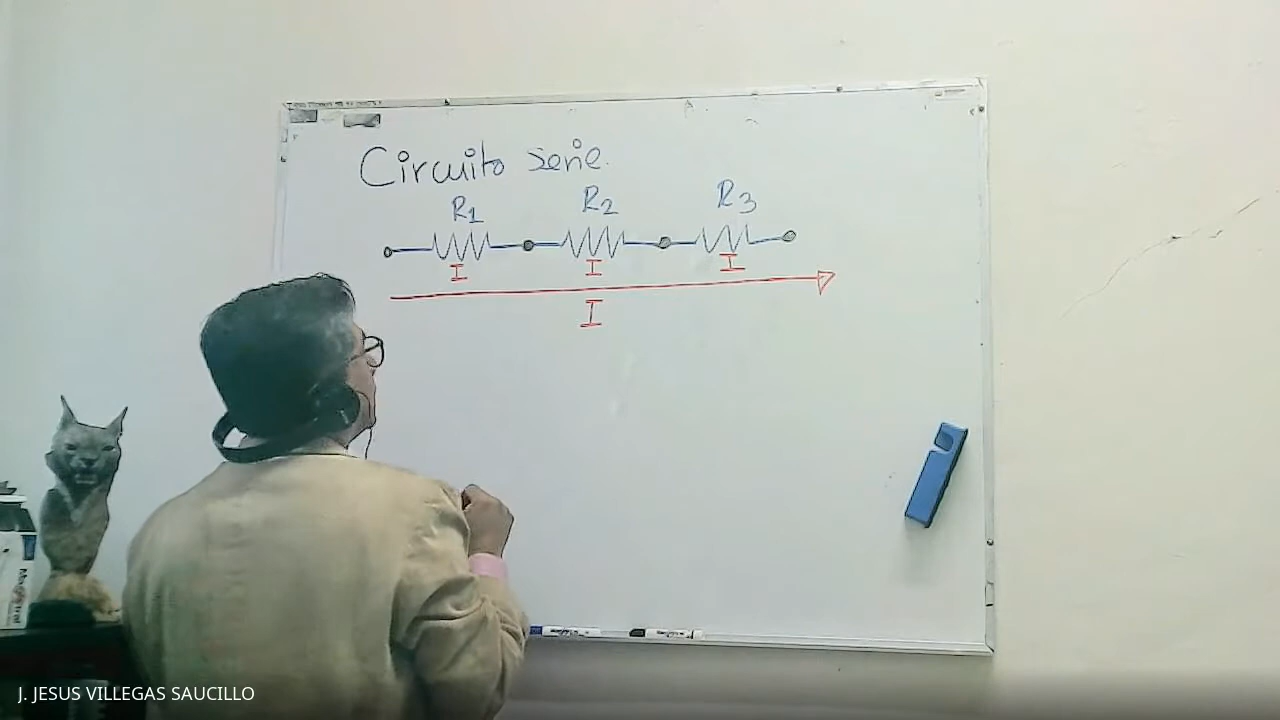 Circuito serie.
R1 R2 R3
I I I
I
J. JESUS VILLEGAS SAUCILLO